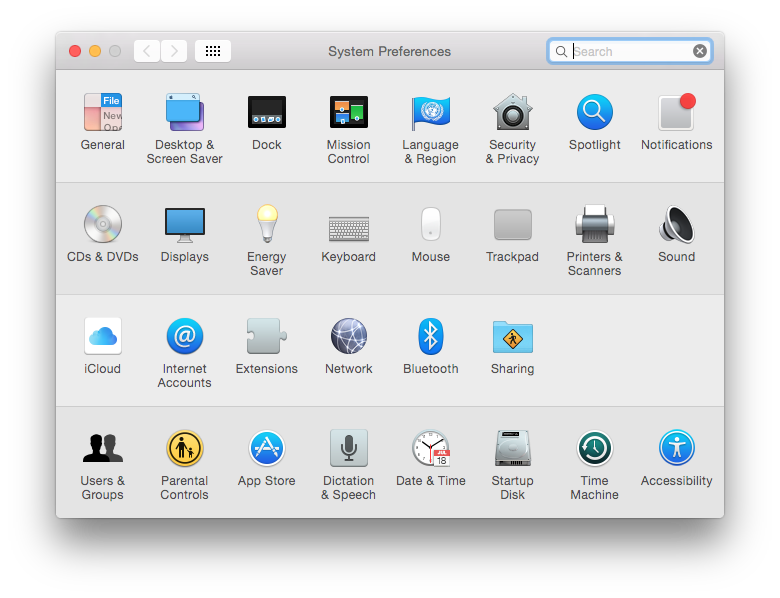 System Preferences
Search
File
New
Ope
General
Desktop &
Screen Saver
Dock
Mission
Control
Language
& Region
Security
& Privacy
Spotlight
Notifications
CDs & DVDs
Displays
Energy
Saver
Keyboard
Mouse
Trackpad
Printers &
Scanners
Sound
iCloud
@
Internet
Accounts
Extensions
Network
Bluetooth
Sharing
Users &
Groups
Parental
Controls
App Store
Dictation
& Speech
JUL
18
Date & Time
Startup
Disk
Time
Machine
Accessibility